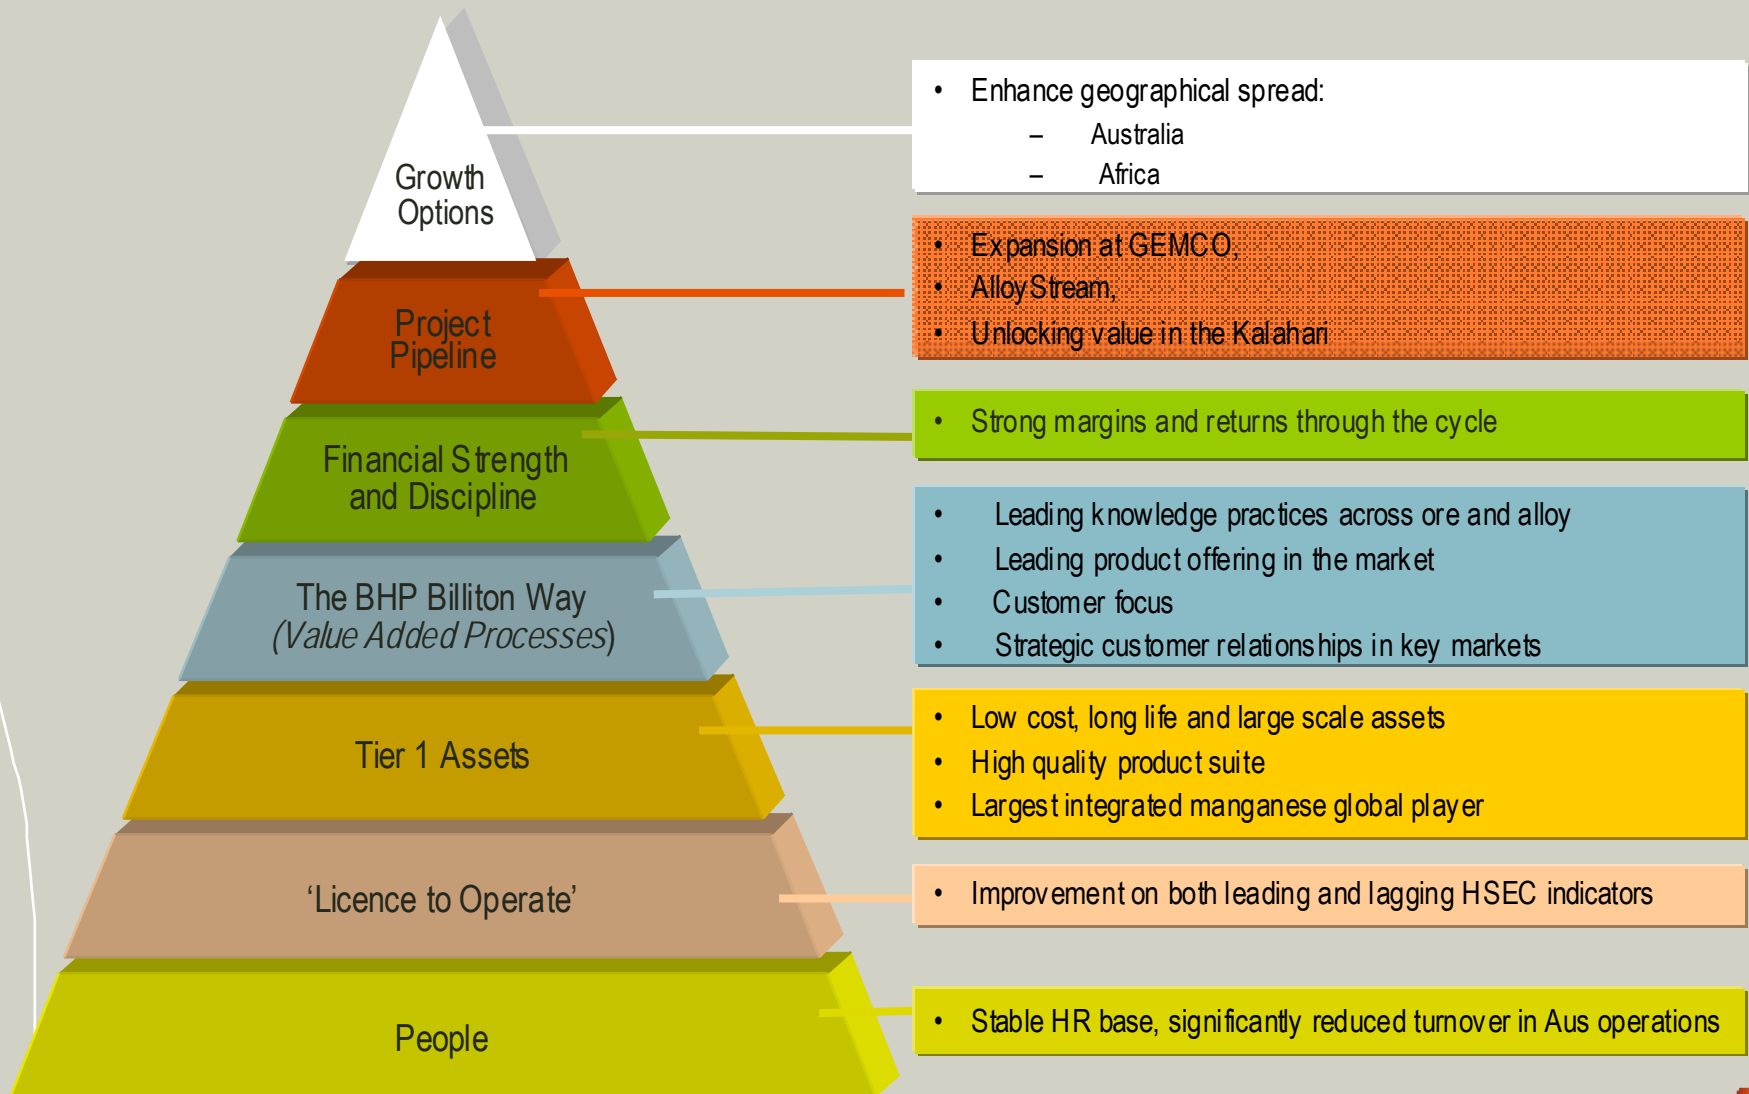 Growth
Options
• Enhance geographical spread:
– Australia
– Africa
Project
Pipeline
• Expansion at GEMCO,
• AlloyStream,
• Unlocking value in the Kalahari
Financial Strength
and Discipline
• Strong margins and returns through the cycle
The BHP Billiton Way
(Value Added Processes)
• Leading knowledge practices across ore and alloy
• Leading product offering in the market
• Customer focus
• Strategic customer relationships in key markets
Tier 1 Assets
• Low cost, long life and large scale assets
• High quality product suite
• Largest integrated manganese global player
‘Licence to Operate’
• Improvement on both leading and lagging HSEC indicators
People
• Stable HR base, significantly reduced turnover in Aus operations